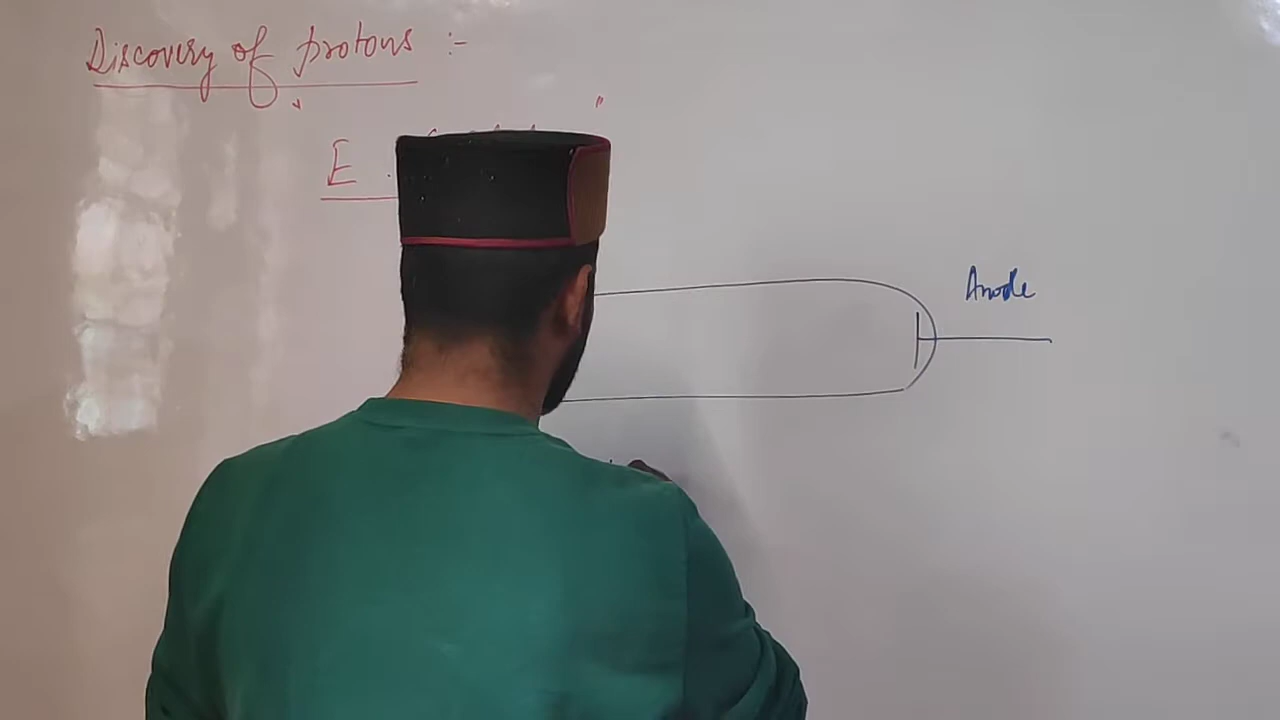 Discovery of protons :-
E .
Anode